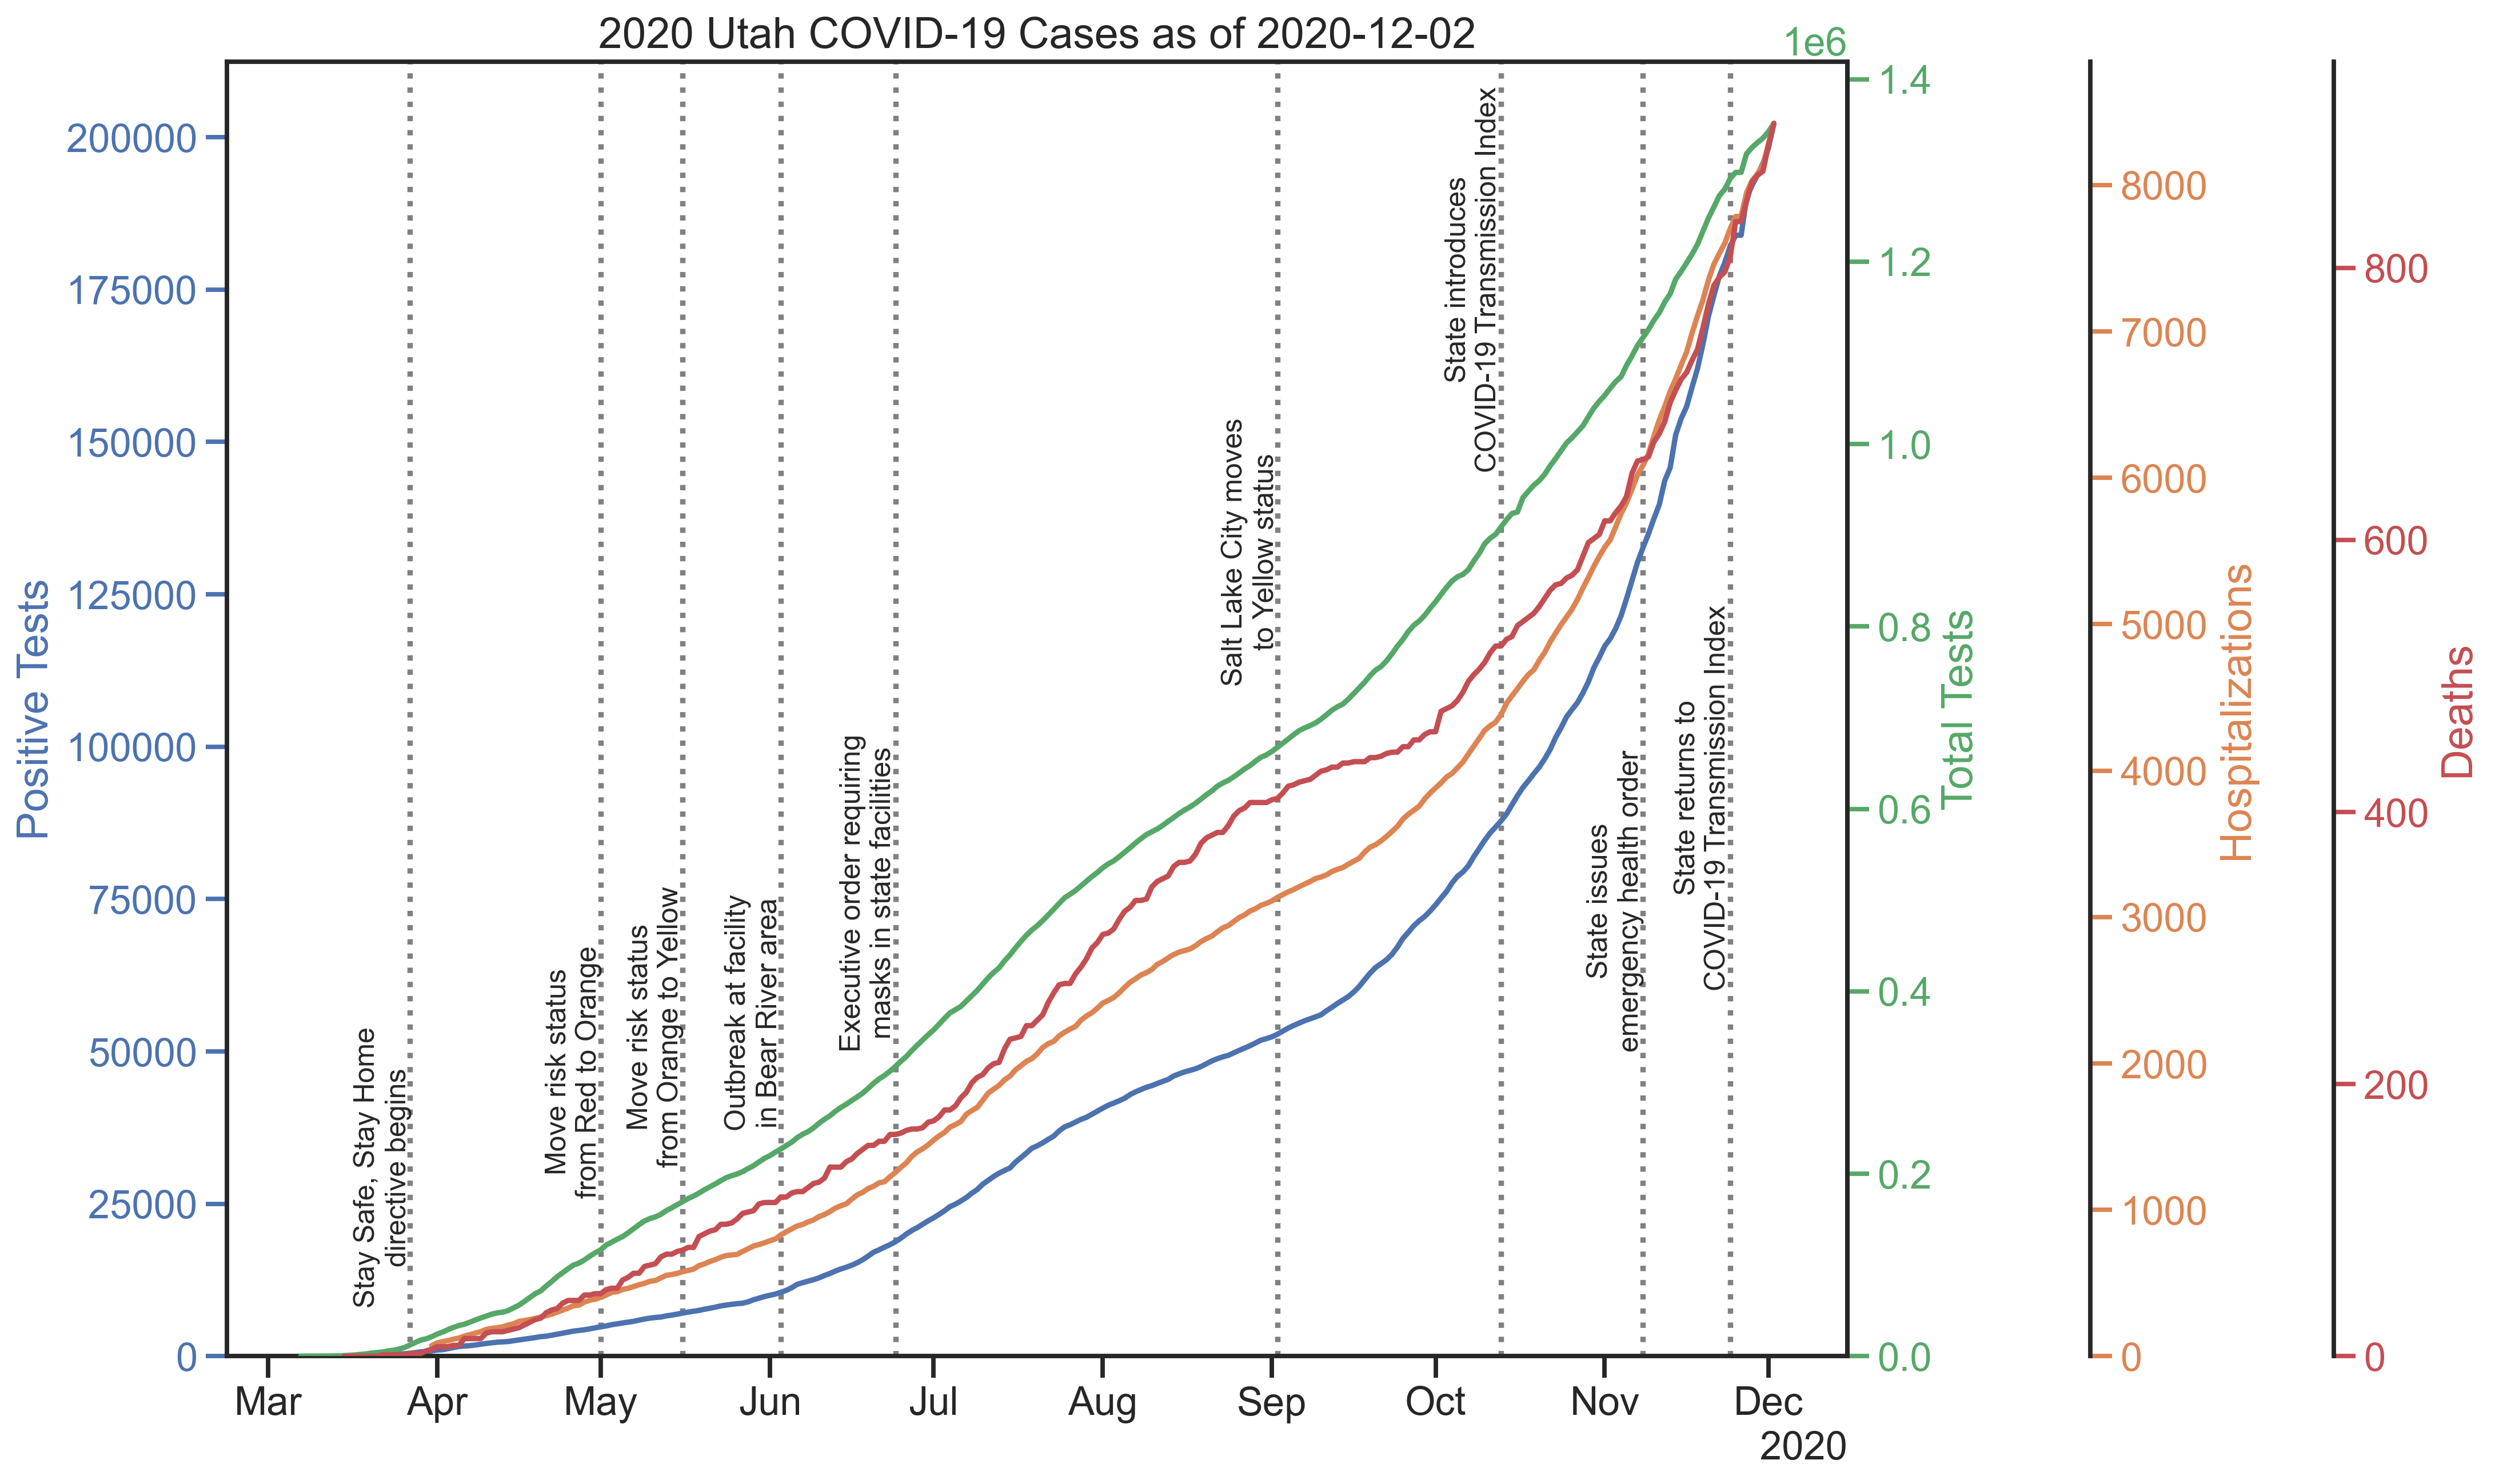 2020 Utah COVID-19 Cases as of 2020-12-02
1e6
Positive Tests
200000
175000
150000
125000
100000
75000
50000
25000
0
Stay Safe, Stay Home
directive begins
Move risk status
from Red to Orange
Move risk status
from Orange to Yellow
Outbreak at facility
in Bear River area
Executive order requiring
masks in state facilities
Salt Lake City moves
to Yellow status
State introduces
COVID-19 Transmission Index
State issues
emergency health order
State returns to
COVID-19 Transmission Index
1.4
1.2
1.0
0.8
0.6
0.4
0.2
0.0
Total Tests
8000
7000
6000
5000
4000
3000
2000
1000
0
Hospitalizations
800
600
400
200
0
Deaths
Mar Apr May Jun Jul Aug Sep Oct Nov Dec
2020